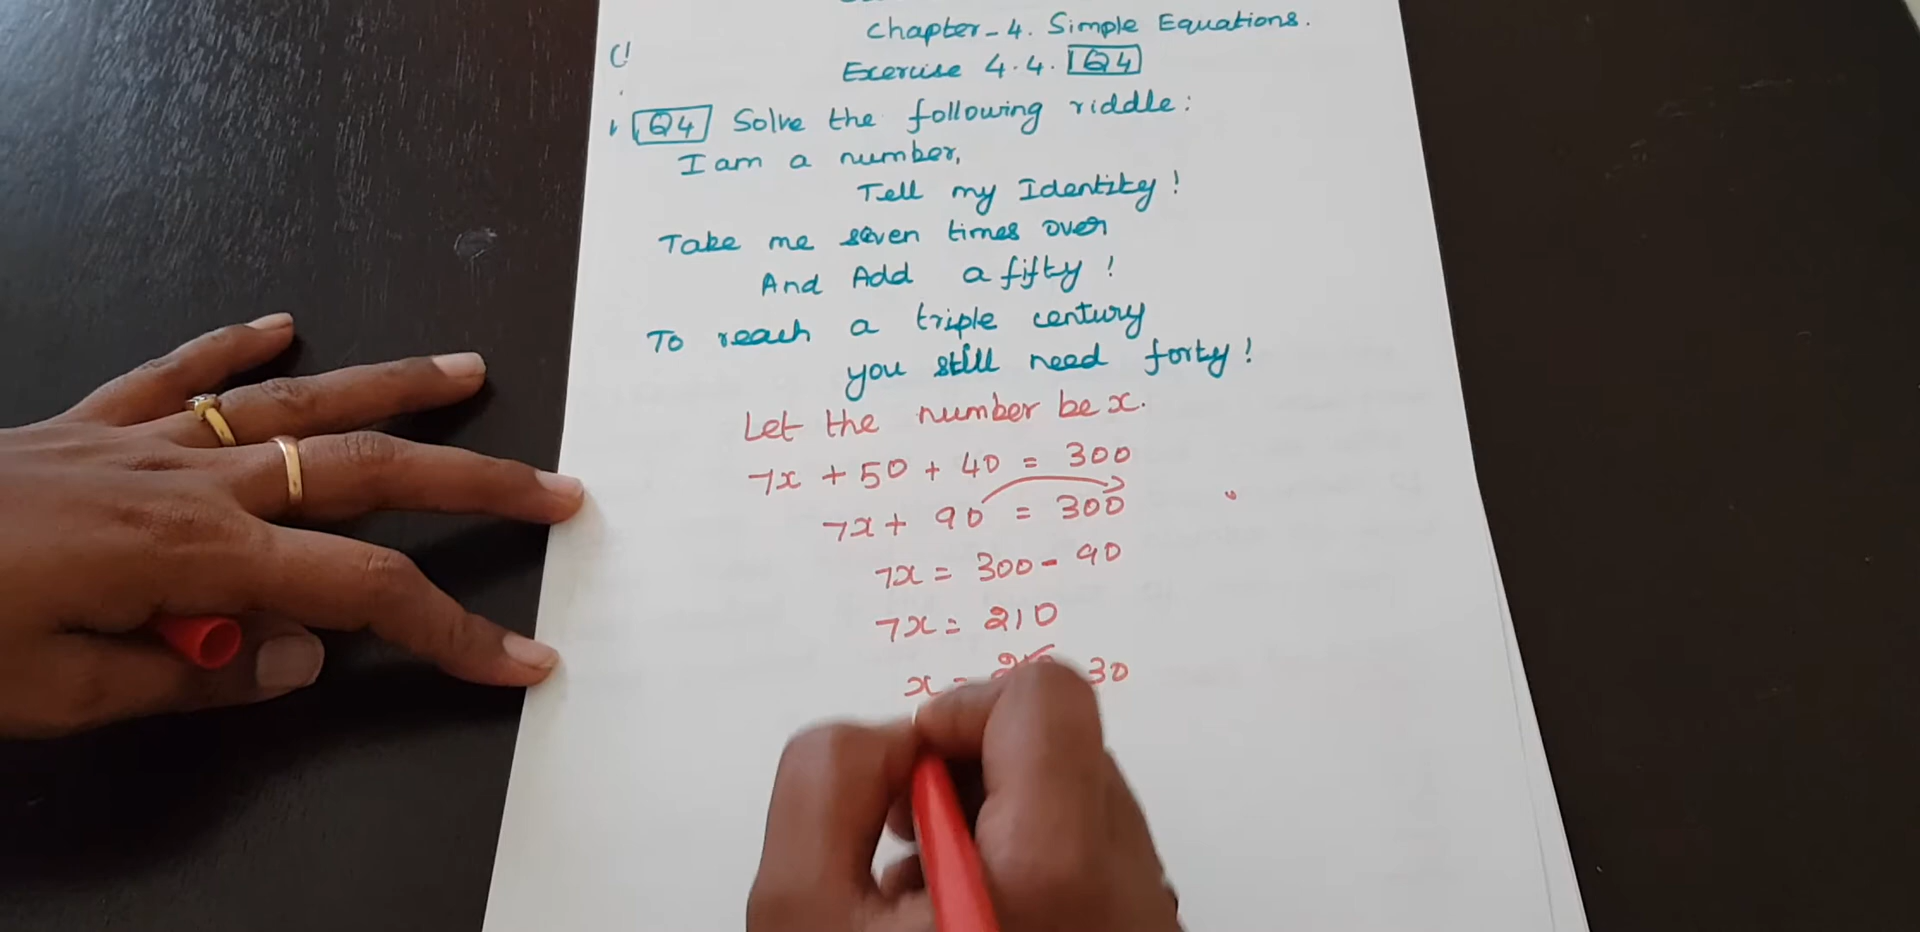 Chapter-4. Simple Equations.
Exercise 4.4. Q4
Q4 Solve the following riddle:
I am a number,
Tell my Identity!
Take me seven times over
And Add a fifty!
To reach a triple century
you still need forty!
Let the number be x.
7x + 50 + 40 = 300
7x + 90 = 300
7x = 300 - 90
7x = 210
x = 30